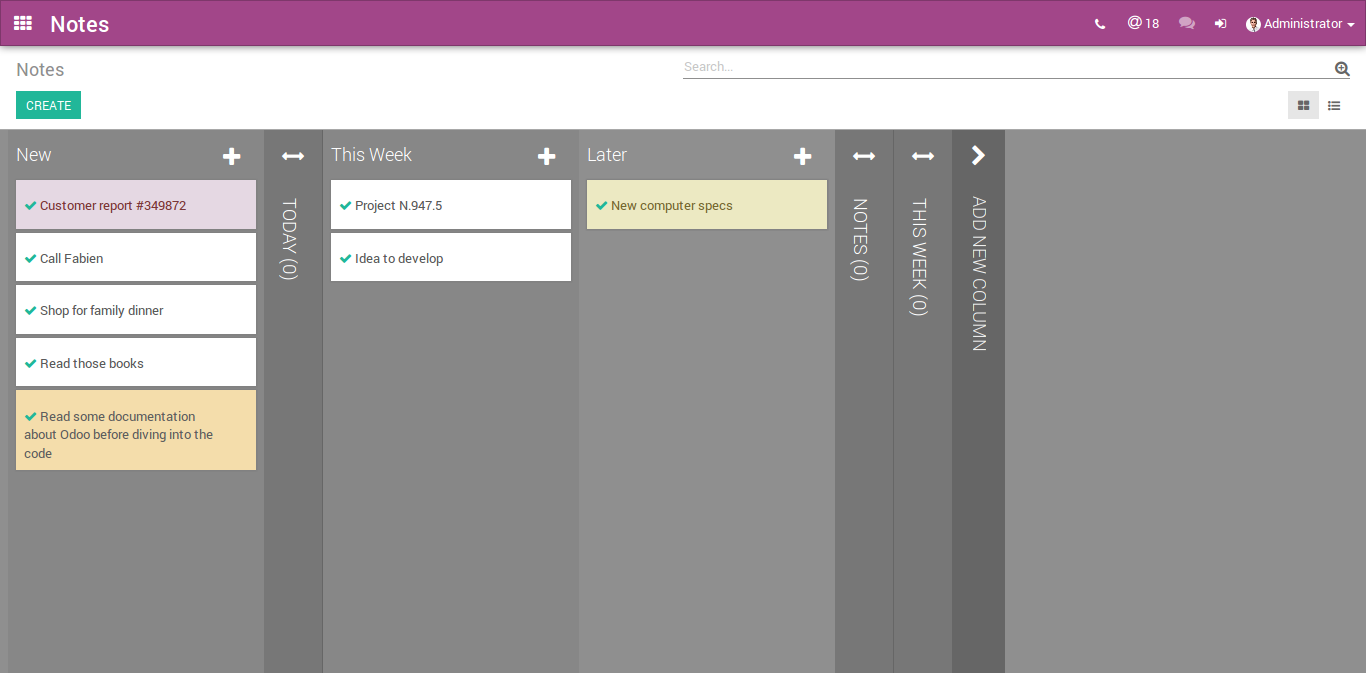 Notes
@ 18
Administrator
Notes
Search...
CREATE
New
Customer report #349872
Call Fabien
Shop for family dinner
Read those books
Read some documentation
about Odoo before diving into the
code
TODAY (0)
This Week
Project N.947.5
Idea to develop
Later
New computer specs
NOTES (0)
THIS WEEK (0)
ADD NEW COLUMN